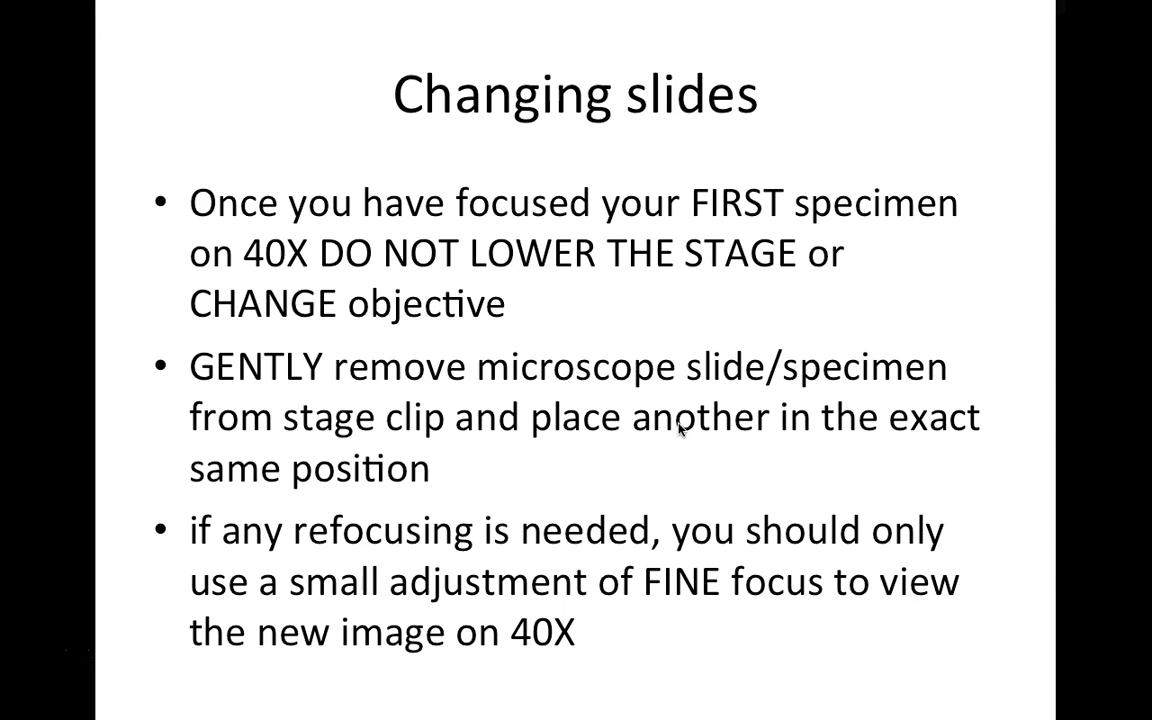 Changing slides
• Once you have focused your FIRST specimen
on 40X DO NOT LOWER THE STAGE or
CHANGE objective
• GENTLY remove microscope slide/specimen
from stage clip and place another in the exact
same position
• if any refocusing is needed, you should only
use a small adjustment of FINE focus to view
the new image on 40X